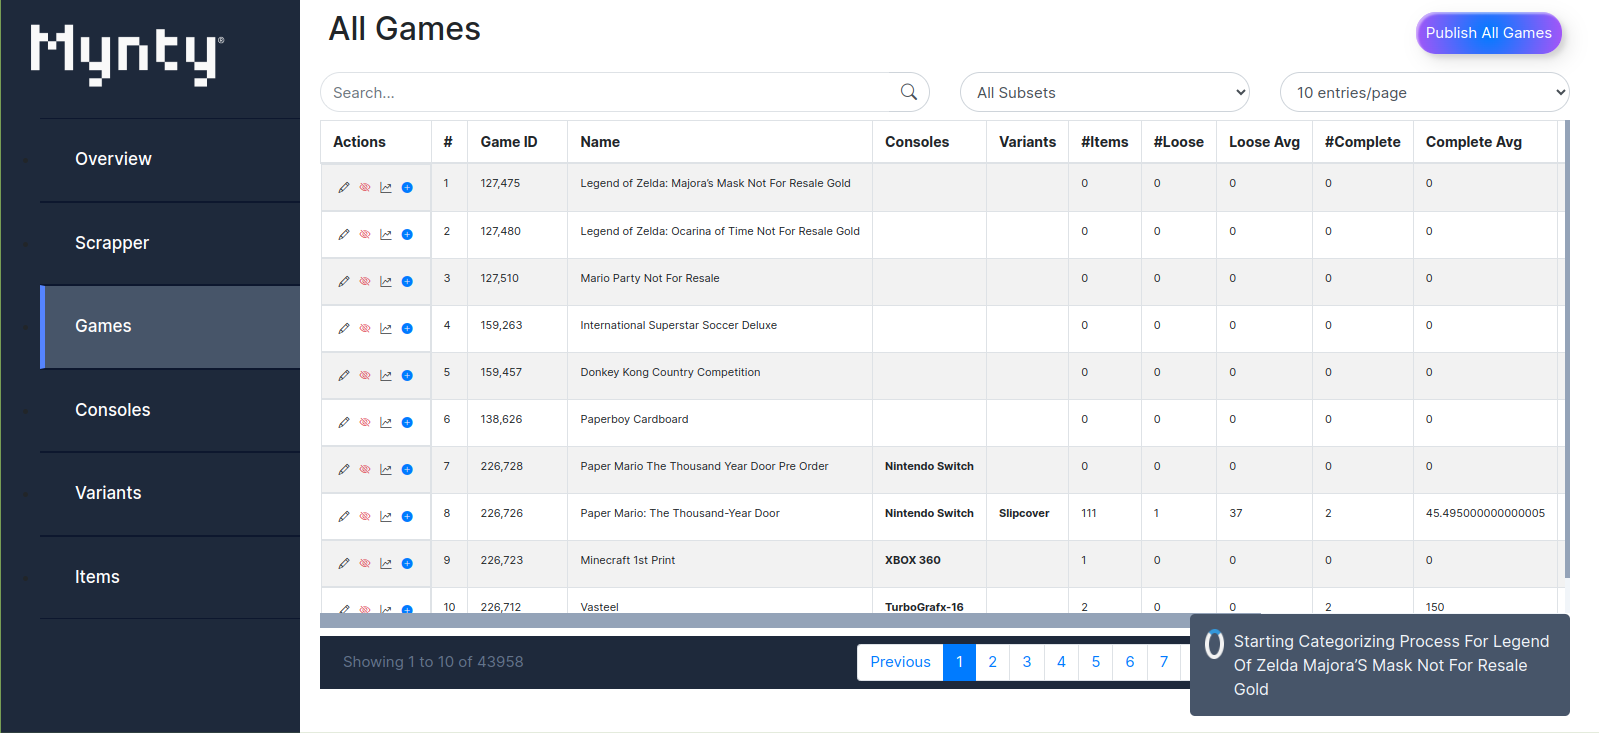 Mynty®
Overview
Scrapper
Games
Consoles
Variants
Items
All Games
Publish All Games
Search...
All Subsets
10 entries/page
Actions # Game ID Name Consoles Variants #Items #Loose Loose Avg #Complete Complete Avg
1 127,475 Legend of Zelda: Majora’s Mask Not For Resale Gold 0 0 0 0 0
2 127,480 Legend of Zelda: Ocarina of Time Not For Resale Gold 0 0 0 0 0
3 127,510 Mario Party Not For Resale 0 0 0 0 0
4 159,263 International Superstar Soccer Deluxe 0 0 0 0 0
5 159,457 Donkey Kong Country Competition 0 0 0 0 0
6 138,626 Paperboy Cardboard 0 0 0 0 0
7 226,728 Paper Mario The Thousand Year Door Pre Order Nintendo Switch 0 0 0 0 0
8 226,726 Paper Mario: The Thousand-Year Door Nintendo Switch Slipcover 111 1 37 2 45.495000000000005
9 226,723 Minecraft 1st Print XBOX 360 1 0 0 0 0
10 226,712 Vasteel TurboGrafx-16 2 0 0 2 150
Showing 1 to 10 of 43958
Previous 1 2 3 4 5 6 7
Starting Categorizing Process For Legend
Of Zelda Majora’S Mask Not For Resale
Gold